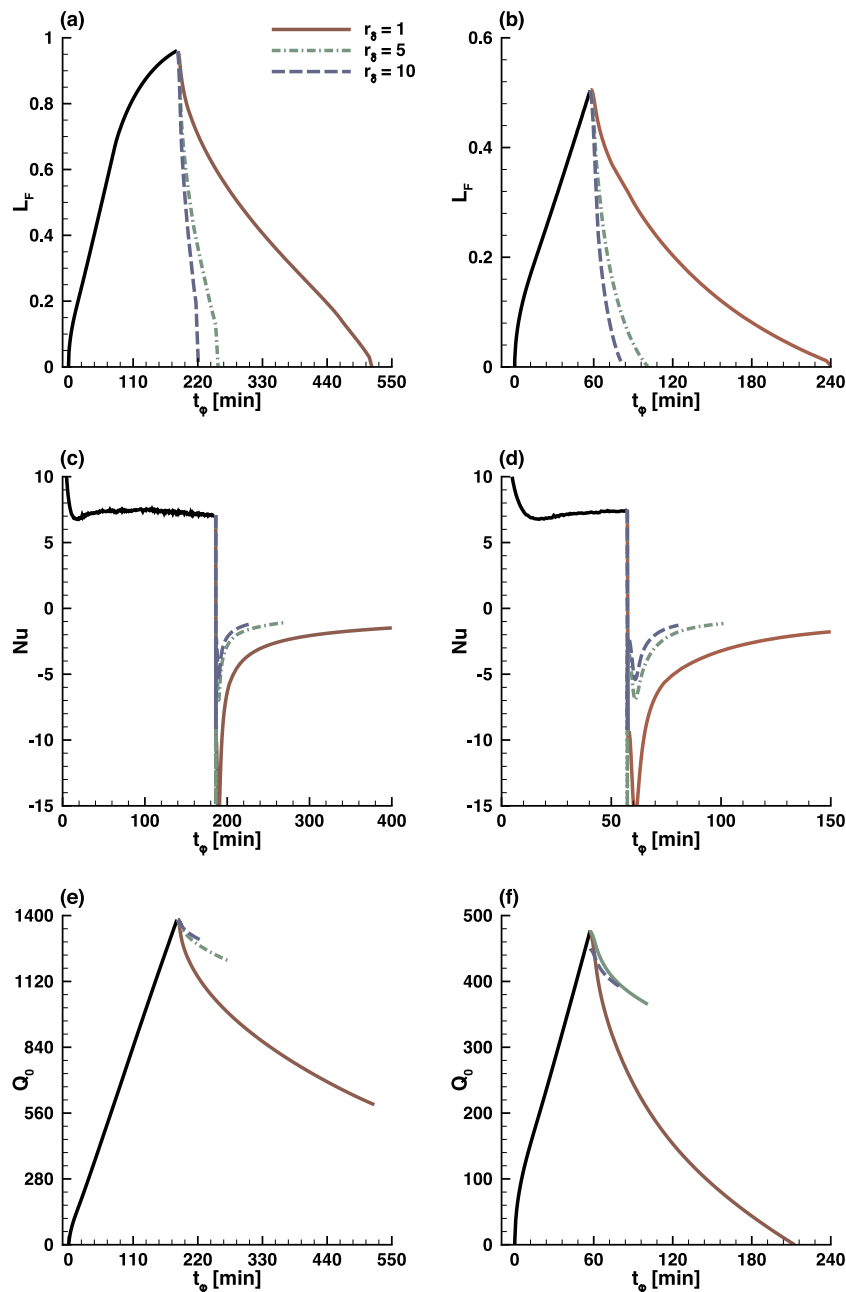 (a)
(b)
r_δ = 1
r_δ = 5
r_δ = 10
1
0.8
0.6
0.4
0.2
0
L_F
0 110 220 330 440 550
t_φ [min]
0.6
0.4
0.2
0
L_F
0 60 120 180 240
t_φ [min]
(c)
(d)
10
5
0
-5
-10
-15
Nu
0 100 200 300 400
t_φ [min]
10
5
0
-5
-10
-15
Nu
0 50 100 150
t_φ [min]
(e)
(f)
1400
1120
840
560
280
0
Q_0
0 110 220 330 440 550
t_φ [min]
500
400
300
200
100
0
Q_0
0 60 120 180 240
t_φ [min]